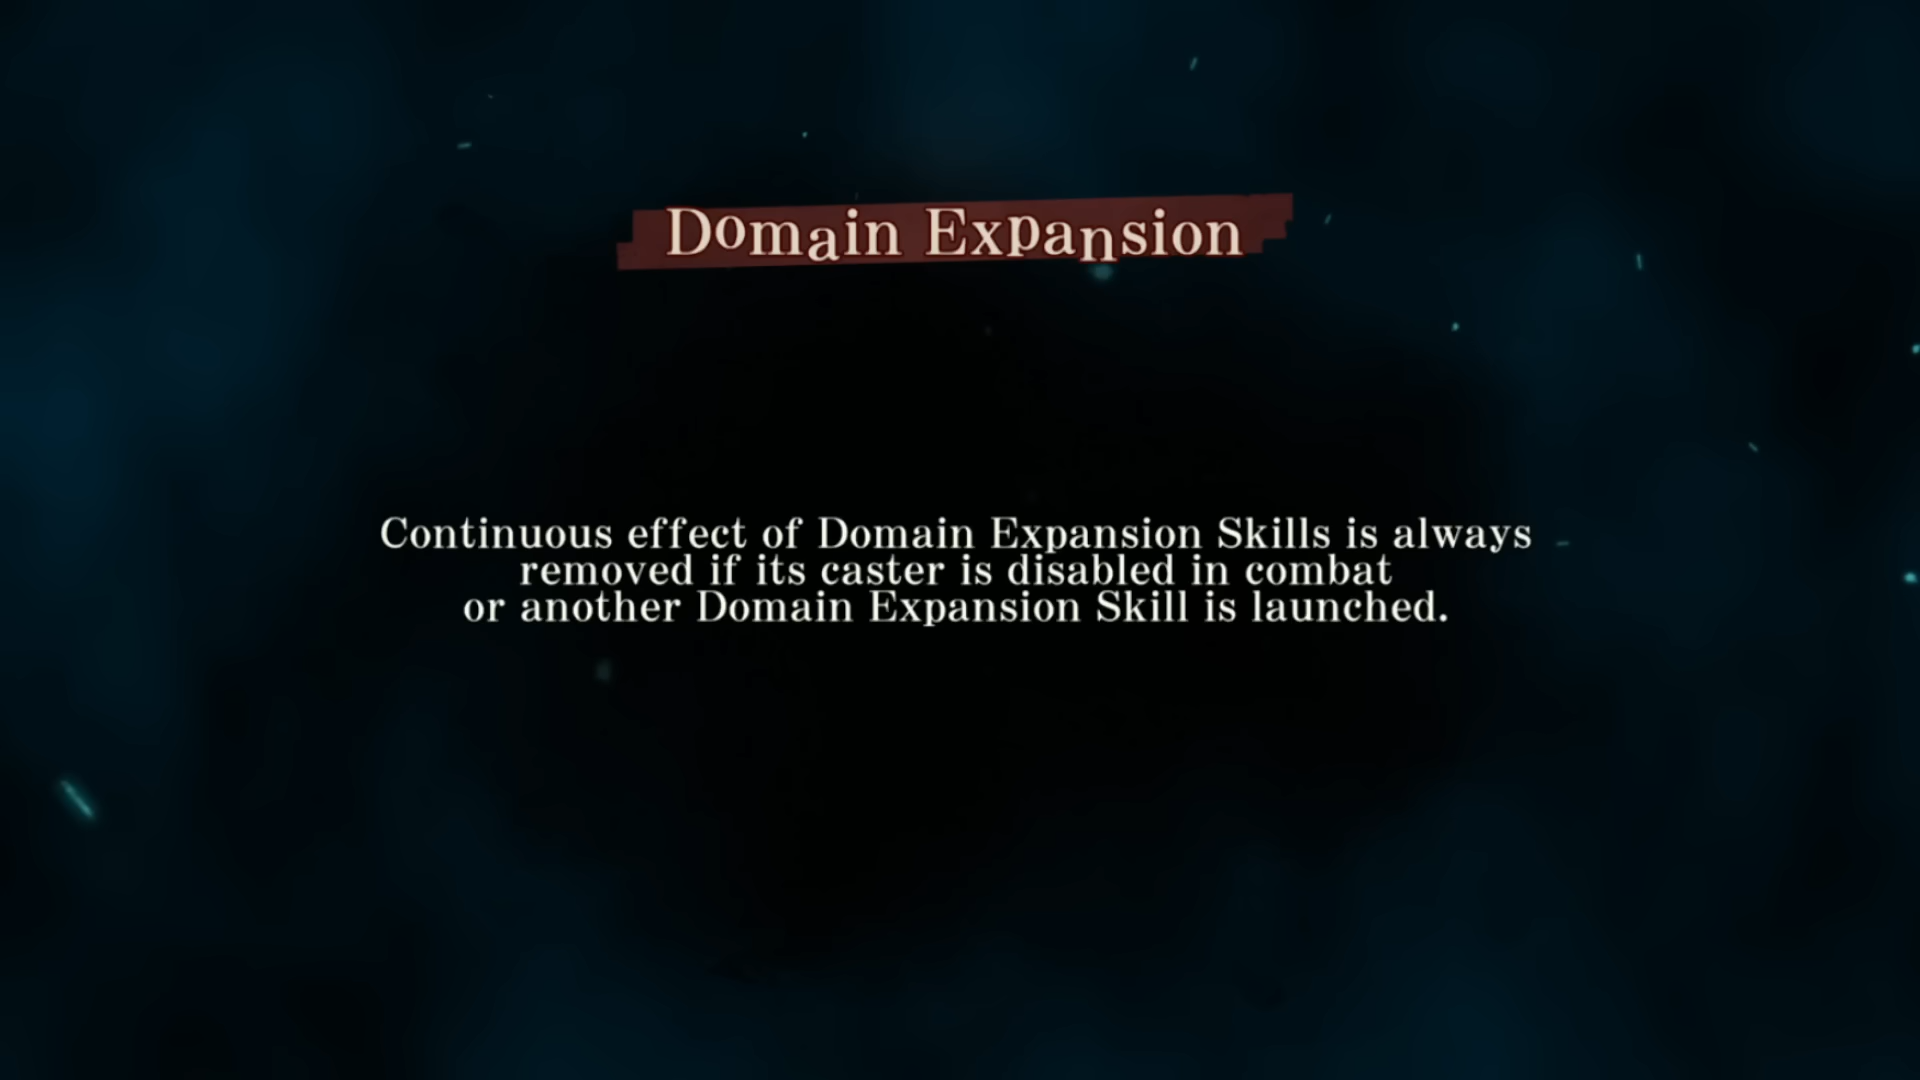 Domain Expansion
Continuous effect of Domain Expansion Skills is always
removed if its caster is disabled in combat
or another Domain Expansion Skill is launched.